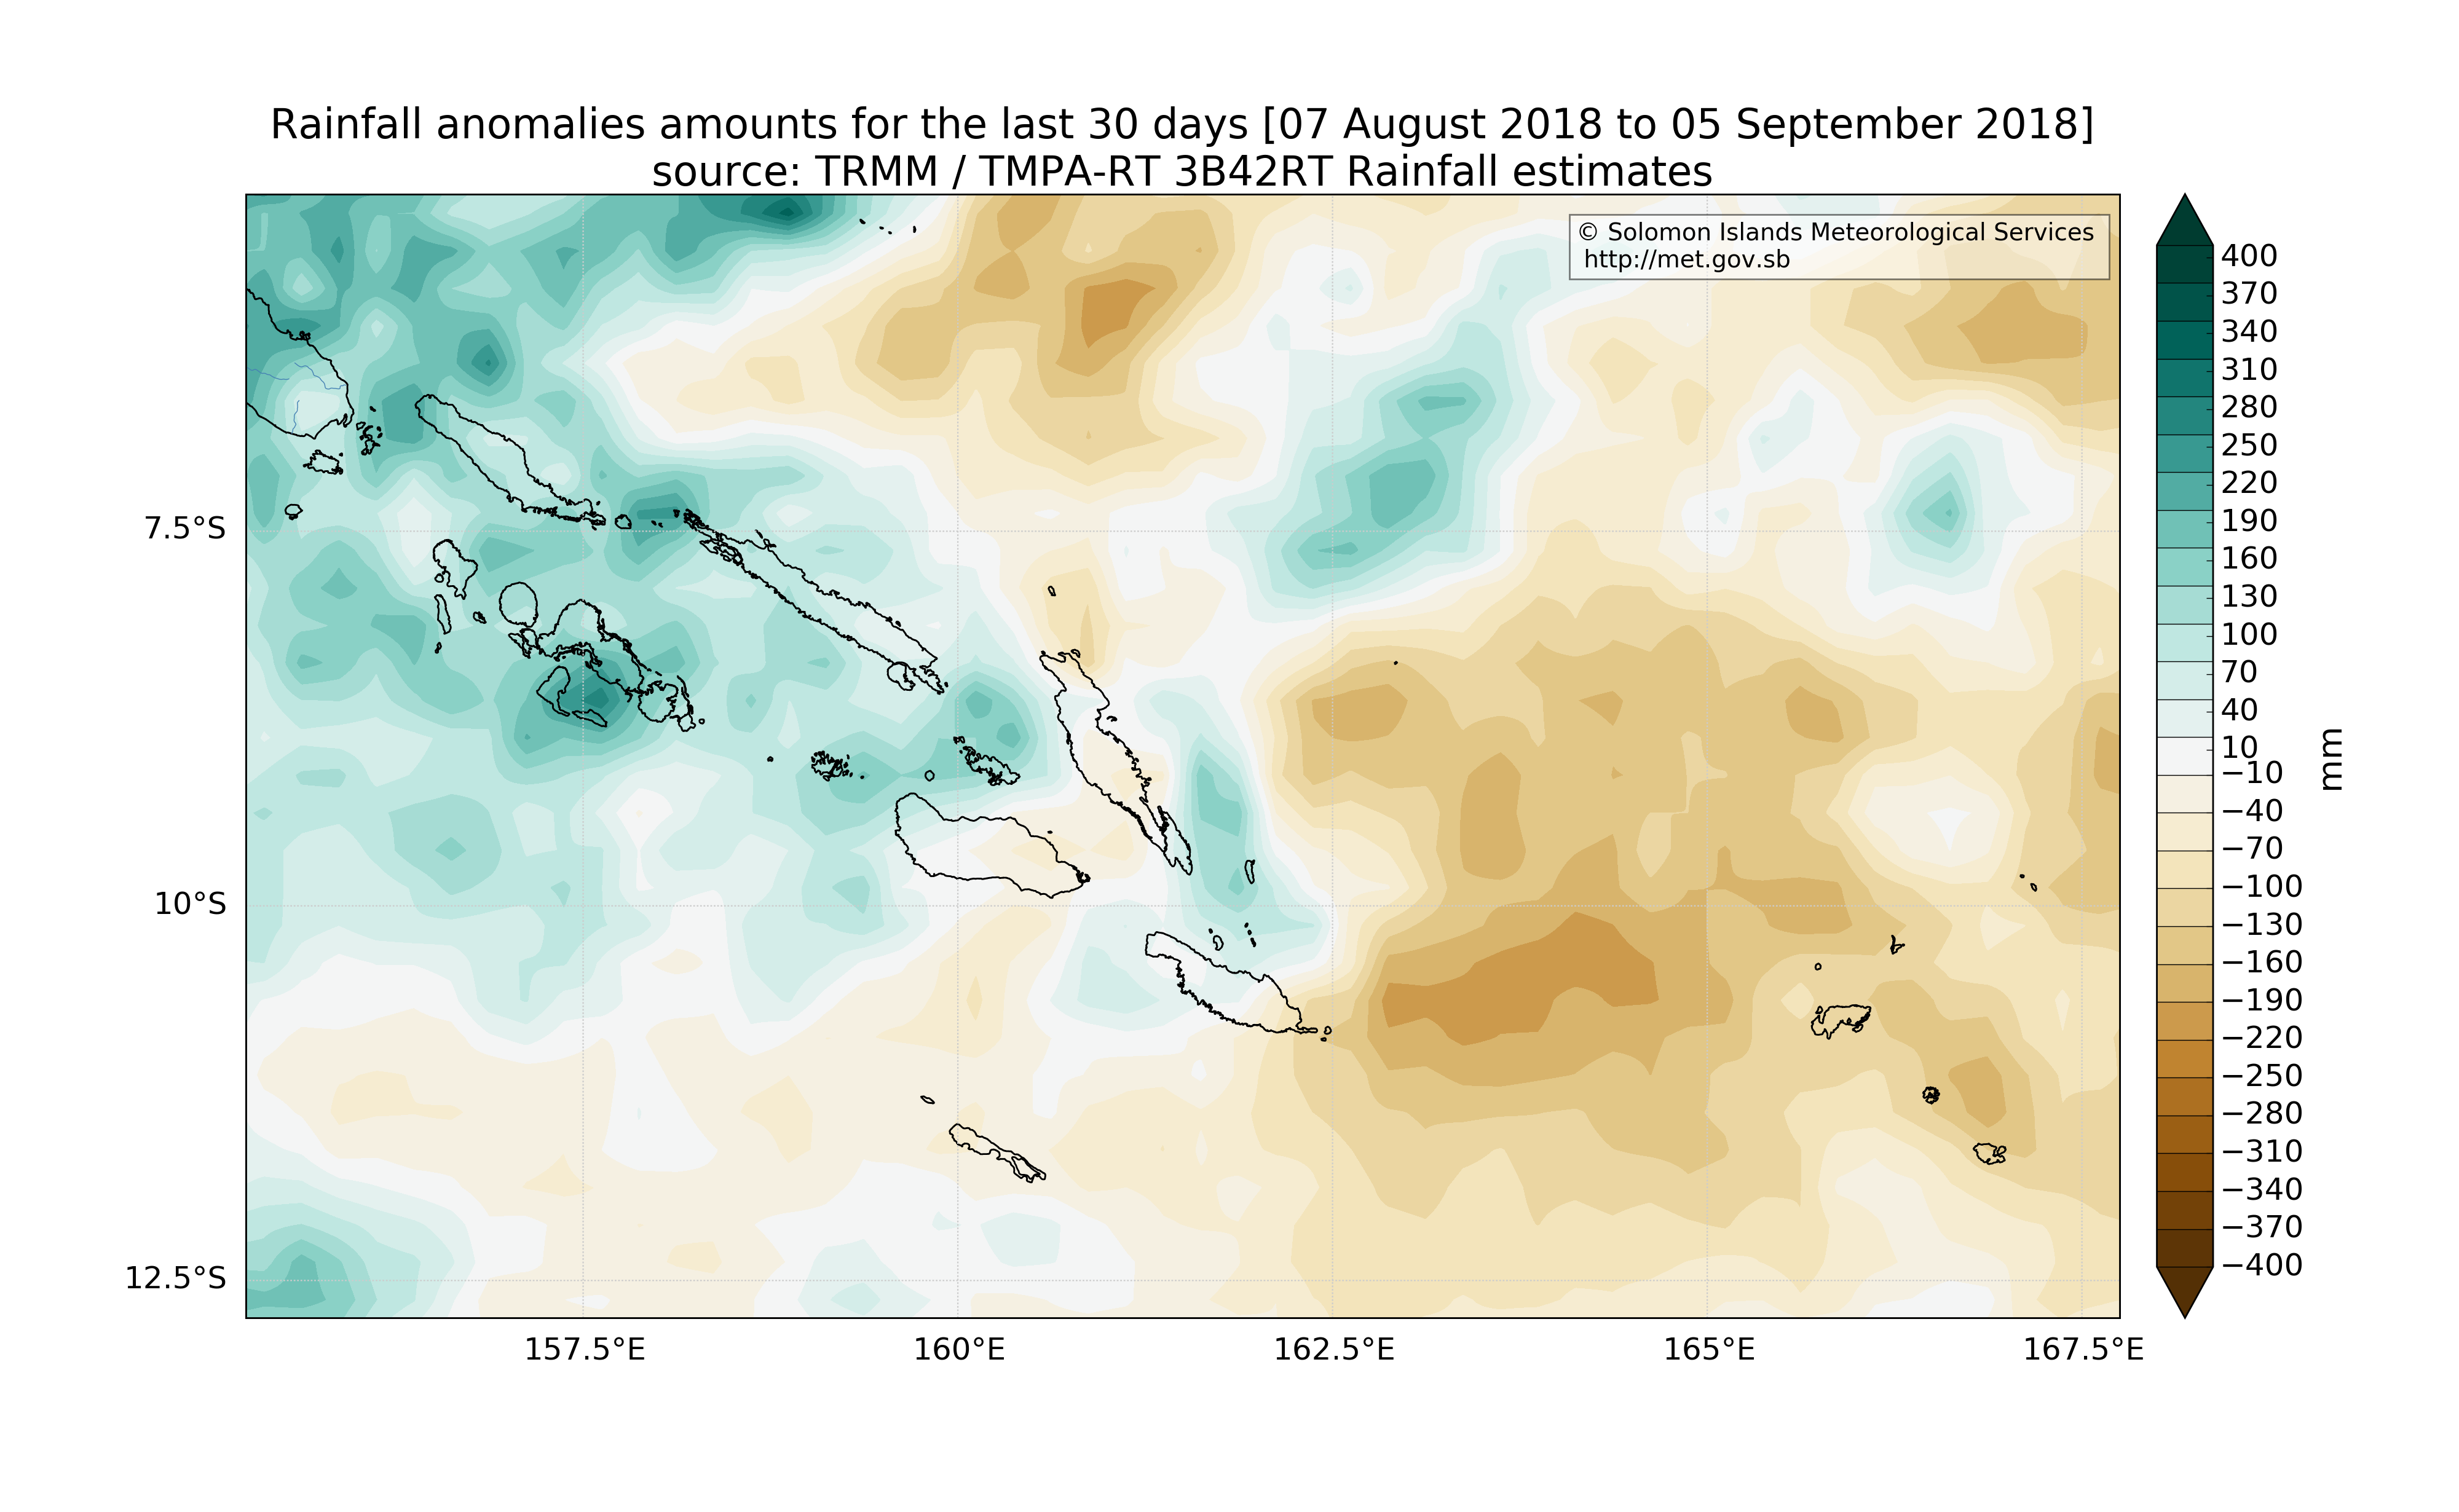 Rainfall anomalies amounts for the last 30 days [07 August 2018 to 05 September 2018]
source: TRMM / TMPA-RT 3B42RT Rainfall estimates
© Solomon Islands Meteorological Services
http://met.gov.sb
7.5°S
10°S
12.5°S
157.5°E
160°E
162.5°E
165°E
167.5°E
400
370
340
310
280
250
220
190
160
130
100
70
40
10
−10
−40
−70
−100
−130
−160
−190
−220
−250
−280
−310
−340
−370
−400
mm